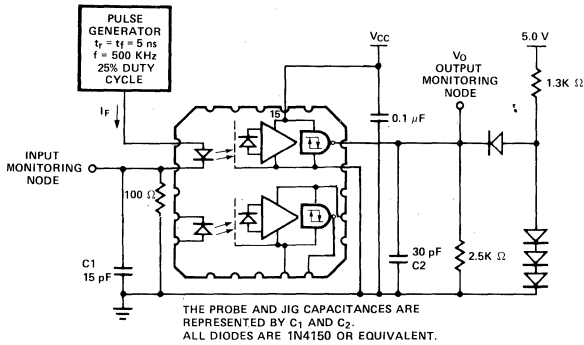 PULSE
GENERATOR
tr = tf = 5 ns
f = 500 KHz
25% DUTY
CYCLE
IF
INPUT
MONITORING
NODE
100 Ω
C1
15 pF
15
VCC
0.1 μF
VO
OUTPUT
MONITORING
NODE
5.0 V
1.3K Ω
30 pF
C2
2.5K Ω
THE PROBE AND JIG CAPACITANCES ARE
REPRESENTED BY C1 AND C2.
ALL DIODES ARE 1N4150 OR EQUIVALENT.